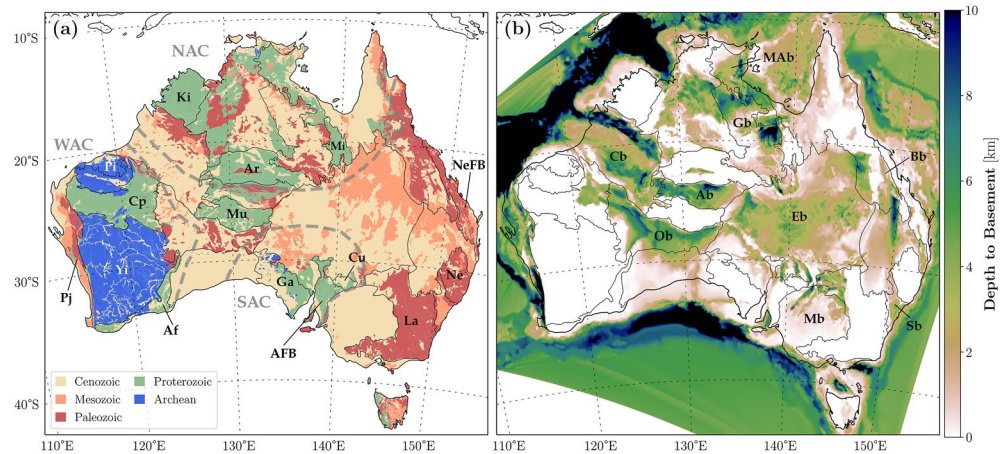 (a)
NAC
WAC
SAC
Ki
Mi
NeFB
Pi
Ar
Cp
Mu
Yi
Cu
Ne
Ga
Pj
Af
AFB
La
Cenozoic
Mesozoic
Paleozoic
Proterozoic
Archean
10°S
20°S
30°S
40°S
110°E
120°E
130°E
140°E
150°E
(b)
MAb
Gb
Bb
Cb
Ab
Eb
Ob
Mb
Sb
110°E
120°E
130°E
140°E
150°E
10
8
6
4
2
0
Depth to Basement [km]